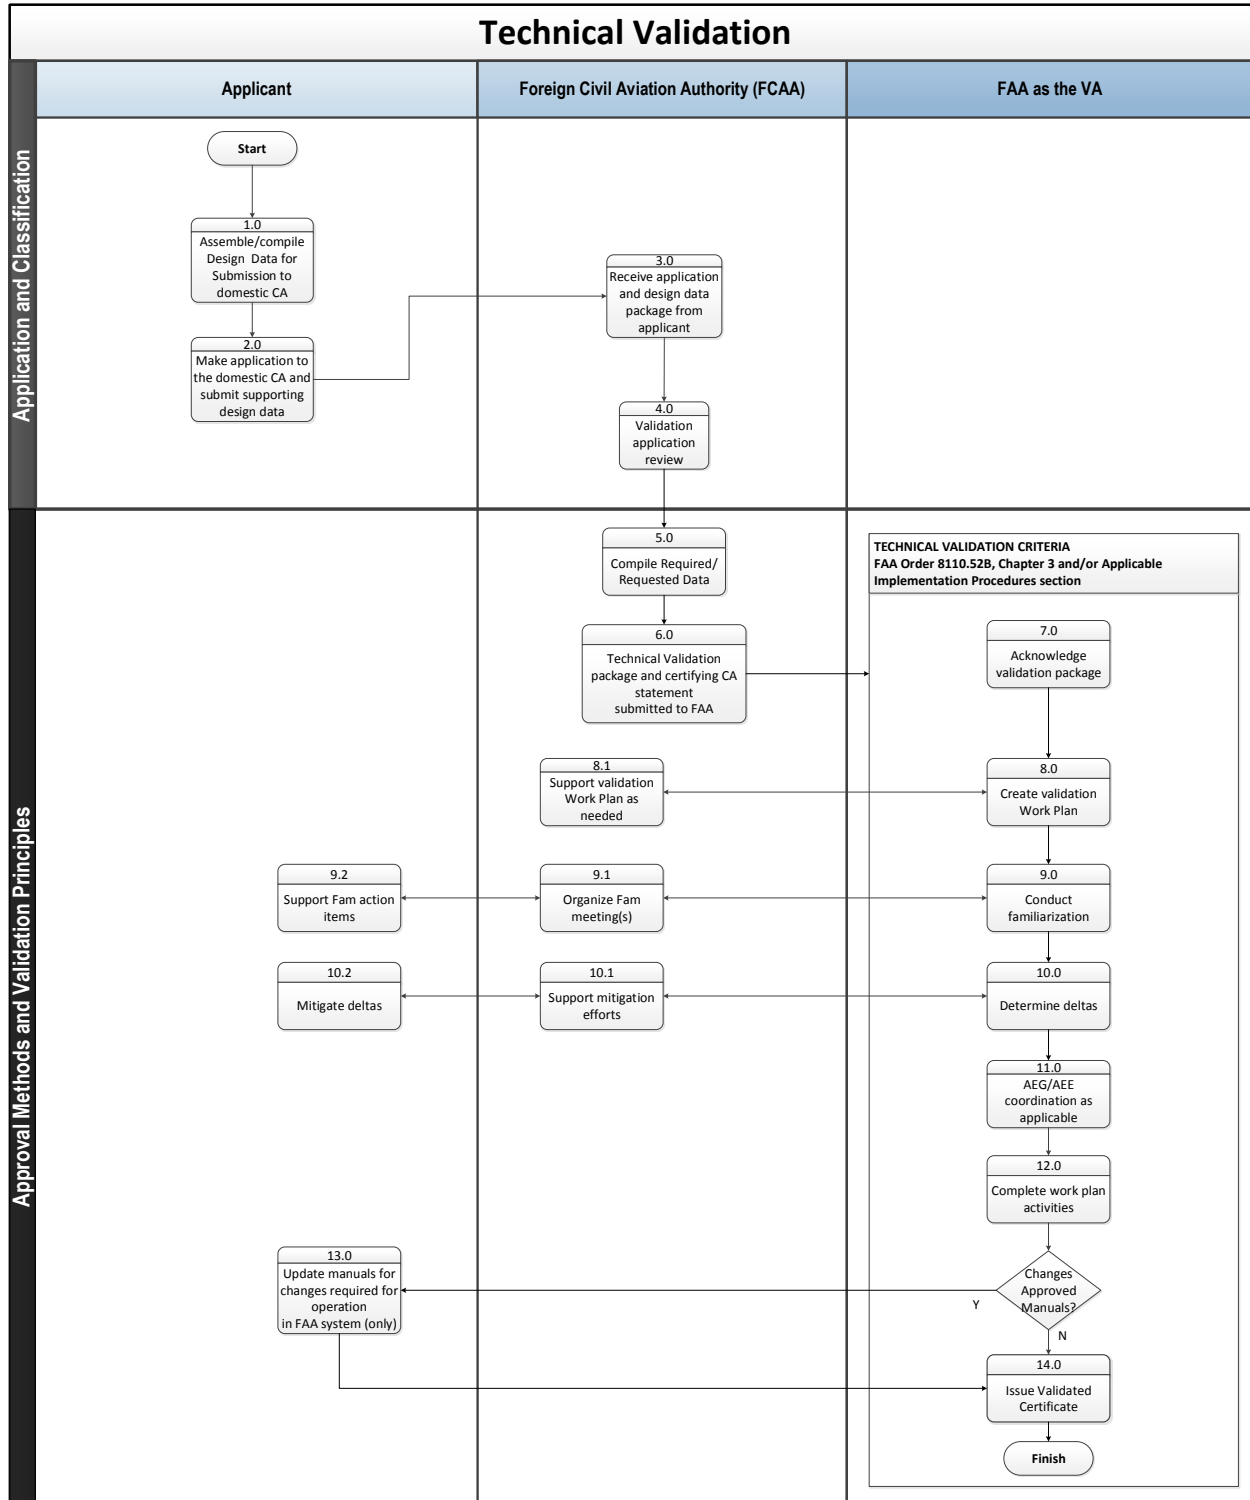 Technical Validation
Applicant
Foreign Civil Aviation Authority (FCAA)
FAA as the VA
Application and Classification
Start
1.0
Assemble/compile
Design Data for
Submission to
domestic CA
2.0
Make application to
the domestic CA and
submit supporting
design data
3.0
Receive application
and design data
package from
applicant
4.0
Validation
application
review
Approval Methods and Validation Principles
5.0
Compile Required/
Requested Data
6.0
Technical Validation
package and certifying CA
statement
submitted to FAA
TECHNICAL VALIDATION CRITERIA
FAA Order 8110.52B, Chapter 3 and/or Applicable
Implementation Procedures section
7.0
Acknowledge
validation package
8.1
Support validation
Work Plan as
needed
8.0
Create validation
Work Plan
9.2
Support Fam action
items
9.1
Organize Fam
meeting(s)
9.0
Conduct
familiarization
10.2
Mitigate deltas
10.1
Support mitigation
efforts
10.0
Determine deltas
11.0
AEG/AEE
coordination as
applicable
12.0
Complete work plan
activities
13.0
Update manuals for
changes required for
operation
in FAA system (only)
Changes
Approved
Manuals?
Y
N
14.0
Issue Validated
Certificate
Finish